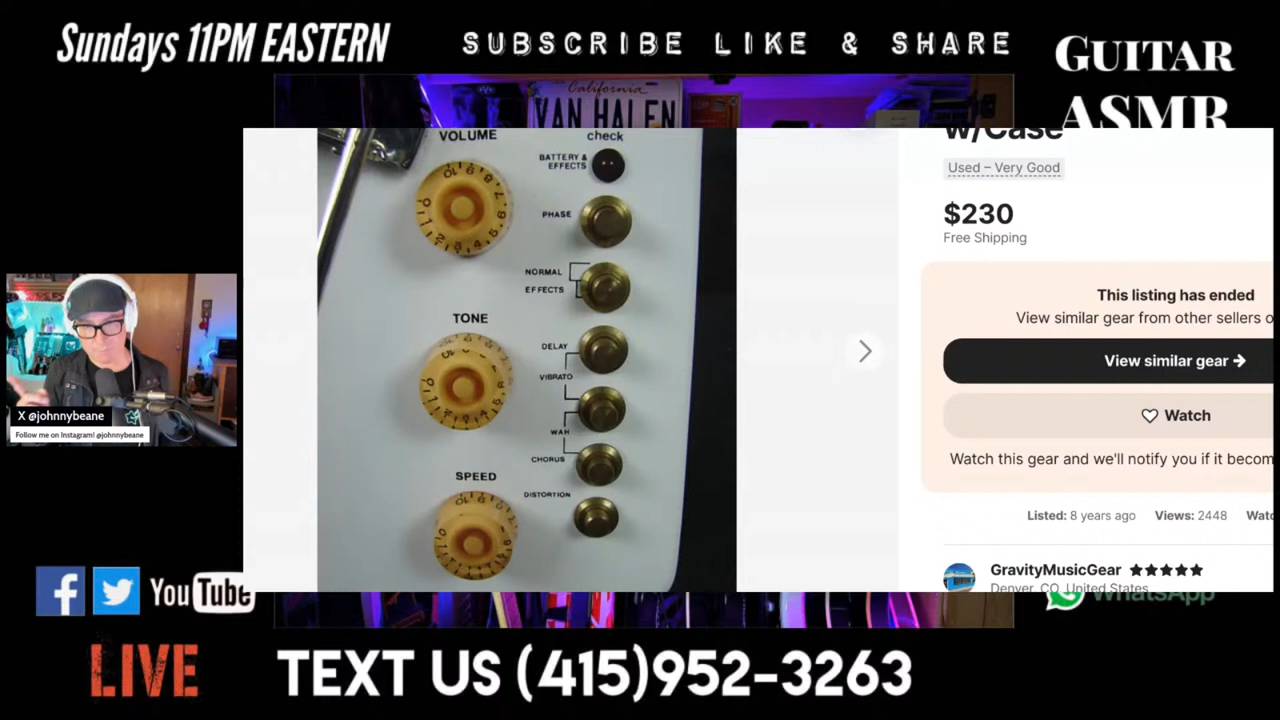 Sundays 11PM EASTERN
SUBSCRIBE LIKE & SHARE
GUITAR
ASMR
California
VAN HALEN
w/Case
Used – Very Good
$230
Free Shipping
This listing has ended
View similar gear from other sellers o
View similar gear →
Watch
Watch this gear and we'll notify you if it becom
Listed: 8 years ago Views: 2448 Watc
GravityMusicGear
Denver, CO, United States
VOLUME
check
BATTERY &
EFFECTS
PHASE
NORMAL
EFFECTS
TONE
DELAY
VIBRATO
WAH
CHORUS
SPEED
DISTORTION
X @johnnybeane
Follow me on Instagram! @johnnybeane
f
YouTube
WhatsApp
LIVE
TEXT US (415)952-3263